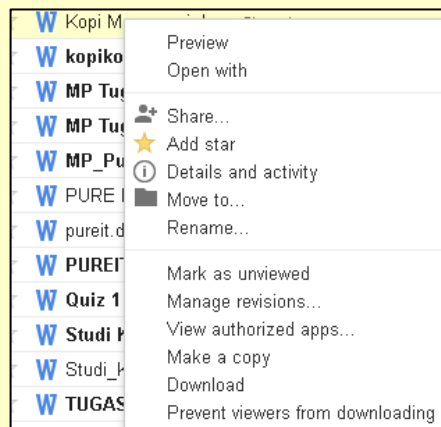 Kopi M
kopiko
MP Tug
MP Tug
MP_Pu
PURE
pureit.d
PUREIT
Quiz 1
Studi K
Studi_K
TUGAS
Preview
Open with
Share...
Add star
Details and activity
Move to...
Rename...
Mark as unviewed
Manage revisions...
View authorized apps...
Make a copy
Download
Prevent viewers from downloading